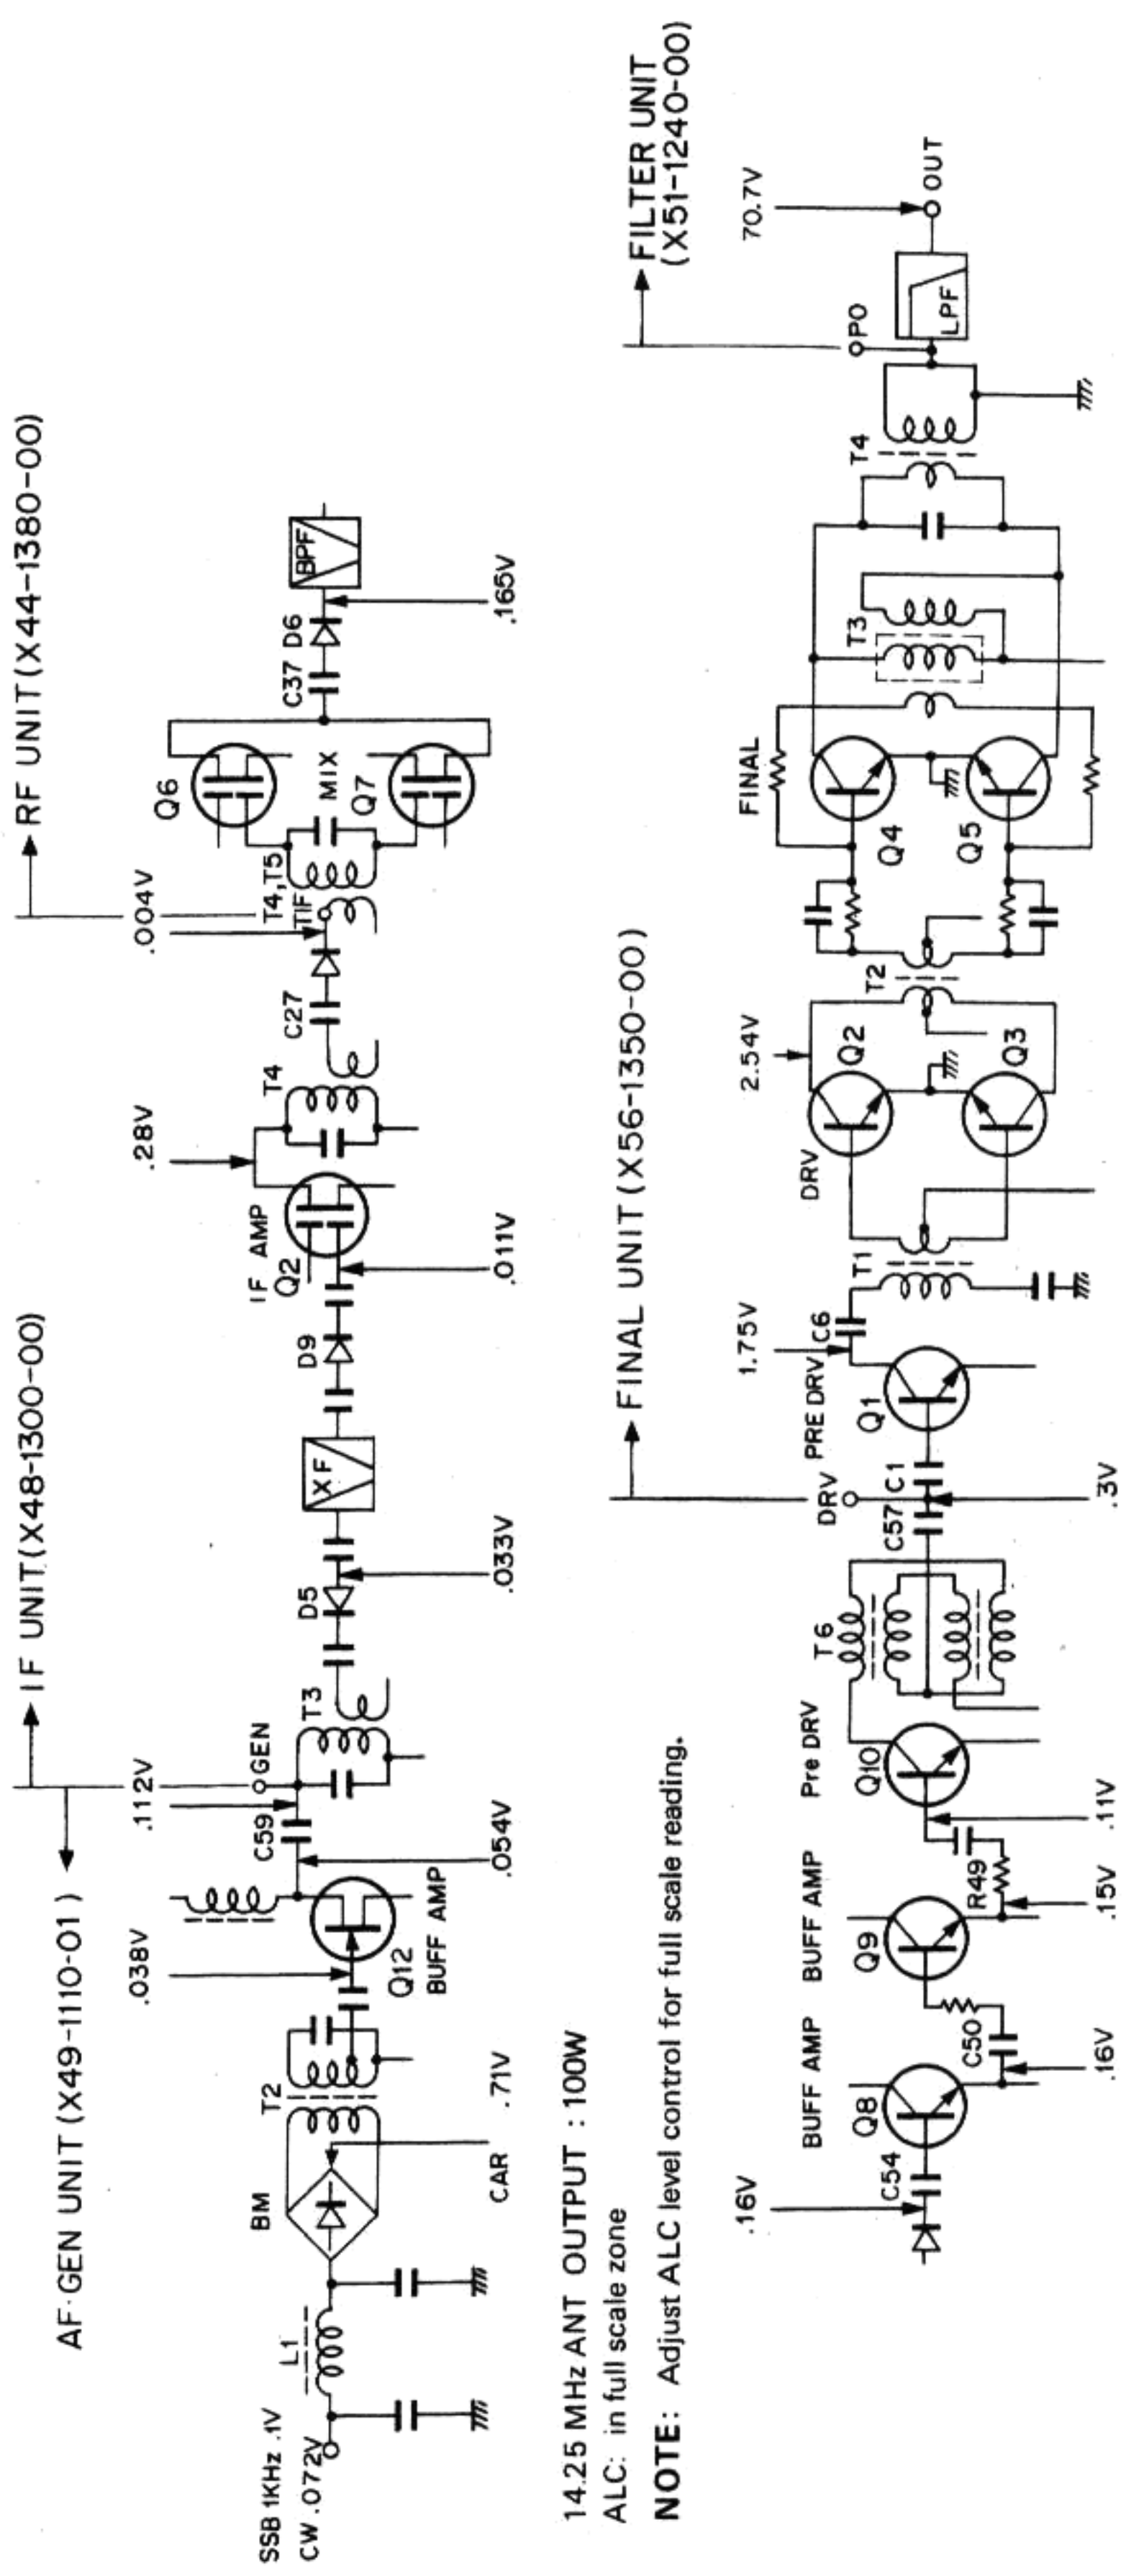 AF·GEN UNIT (X49-1110-01)
IF UNIT(X48-1300-00)
RF UNIT(X44-1380-00)
SSB 1KHz .1V
CW .072V
L1
BM
CAR
.71V
T2
.038V
Q12
BUFF AMP
.054V
C59
.112V
GEN
T3
D5
.033V
XF
D9
.011V
IF AMP
Q2
.28V
T4
C27
.004V
TIF
T4,T5
Q6
MIX
Q7
C37
D6
.165V
BPF
14.25 MHz ANT OUTPUT : 100W
ALC: in full scale zone
NOTE: Adjust ALC level control for full scale reading.
FINAL UNIT (X56-1350-00)
FILTER UNIT
(X51-1240-00)
.16V
C54
BUFF AMP
Q8
.16V
C50
BUFF AMP
Q9
.15V
R49
.11V
Pre DRV
Q10
T6
C57
DRV
.3V
C1
PRE DRV
Q1
1.75V
C6
T1
DRV
Q2
Q3
2.54V
T2
FINAL
Q4
Q5
T3
T4
PO
LPF
70.7V
OUT